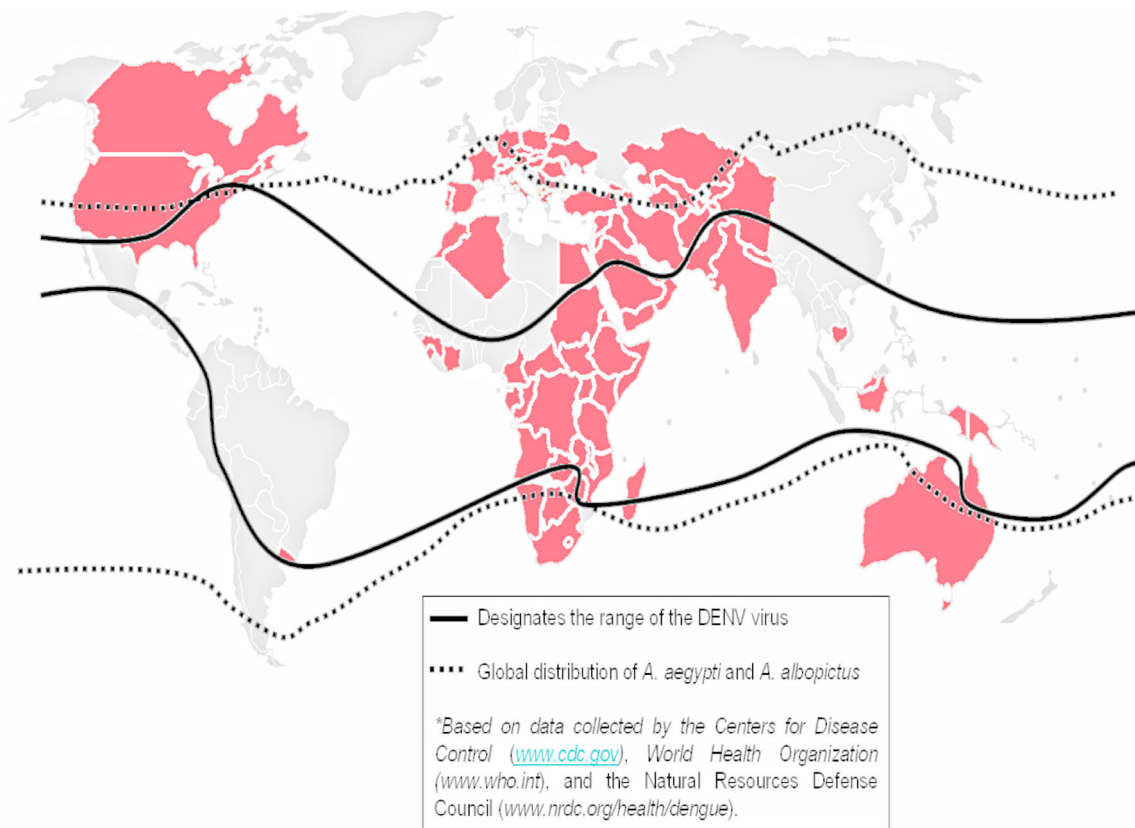 Designates the range of the DENV virus
Global distribution of A. aegypti and A. albopictus
*Based on data collected by the Centers for Disease
Control (www.cdc.gov), World Health Organization
(www.who.int), and the Natural Resources Defense
Council (www.nrdc.org/health/dengue).